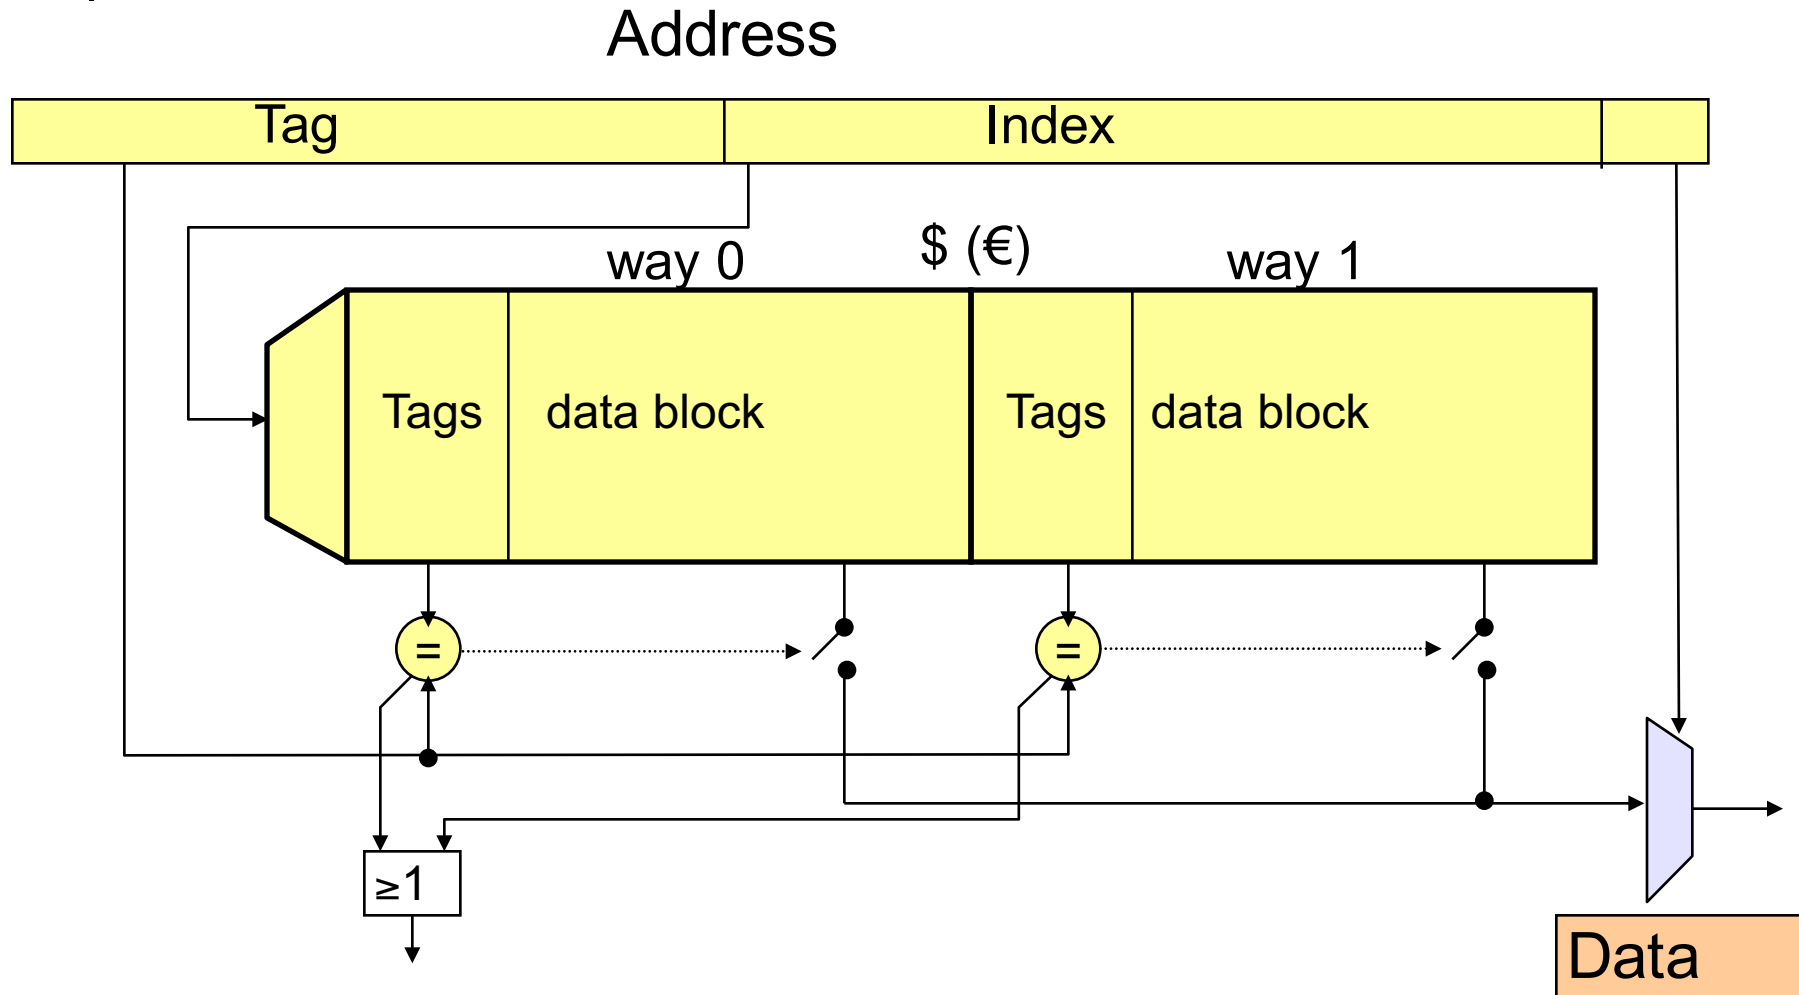 Address
Tag Index
way 0 $ (€) way 1
Tags data block Tags data block
= =
≥1
Data